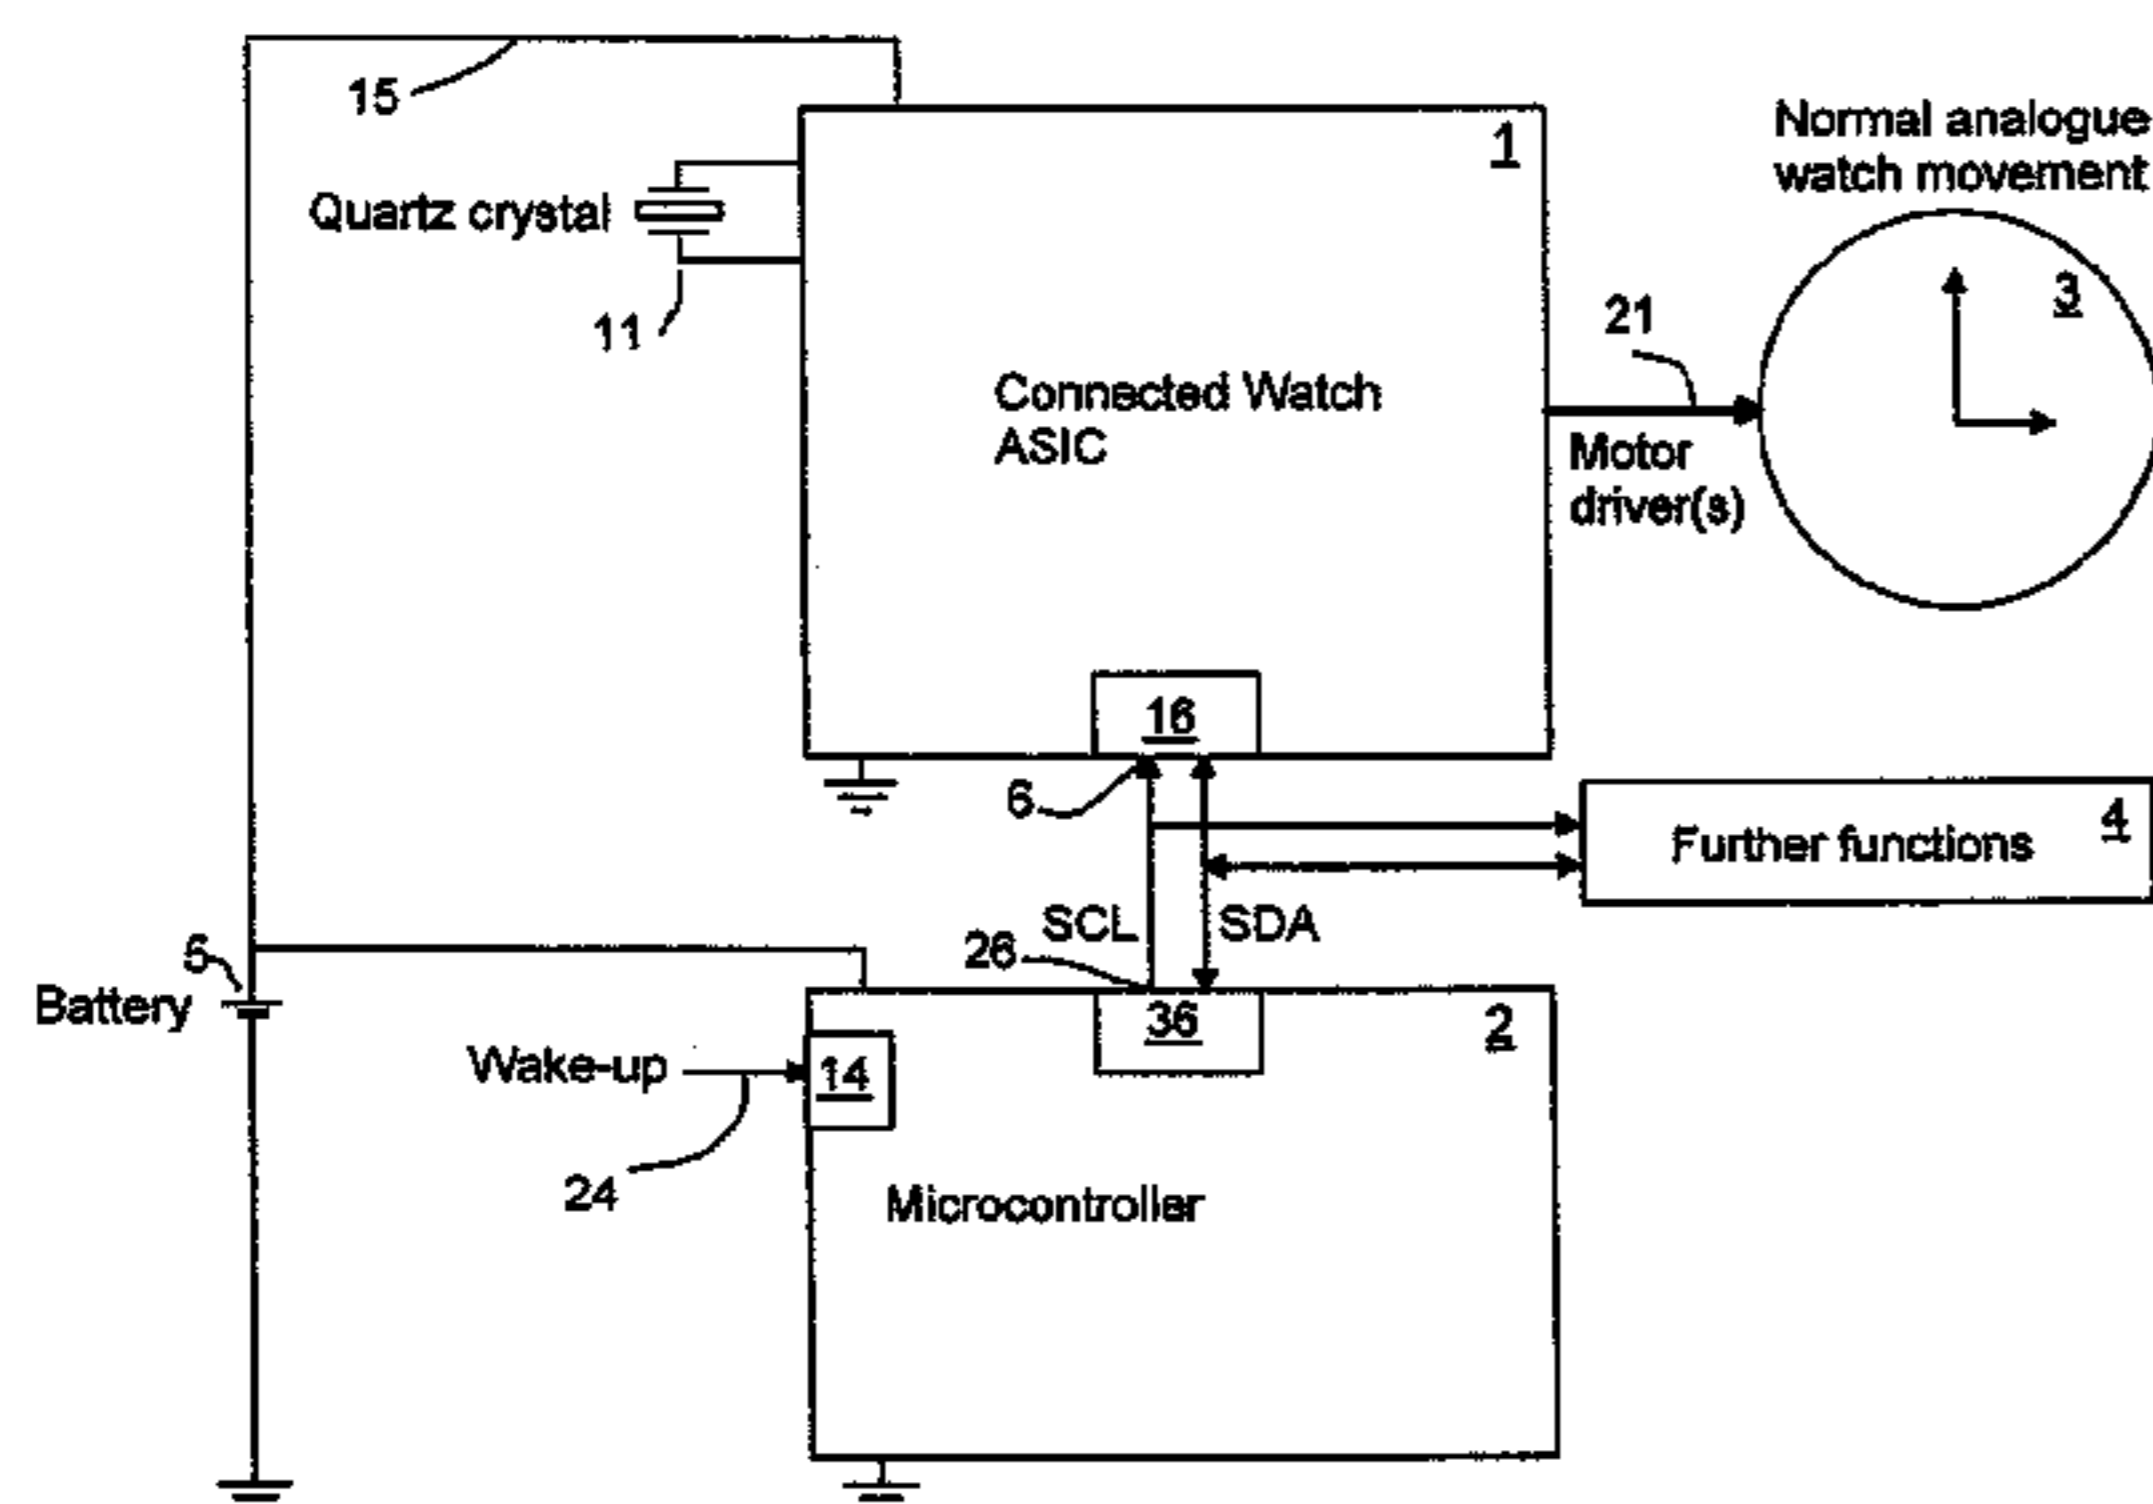 15
1
Normal analogue
watch movement
Quartz crystal
11
21
3
Connected Watch
ASIC
Motor
driver(s)
16
6
Further functions
4
SCL
SDA
26
5
Battery
36
2
Wake-up
14
24
Microcontroller